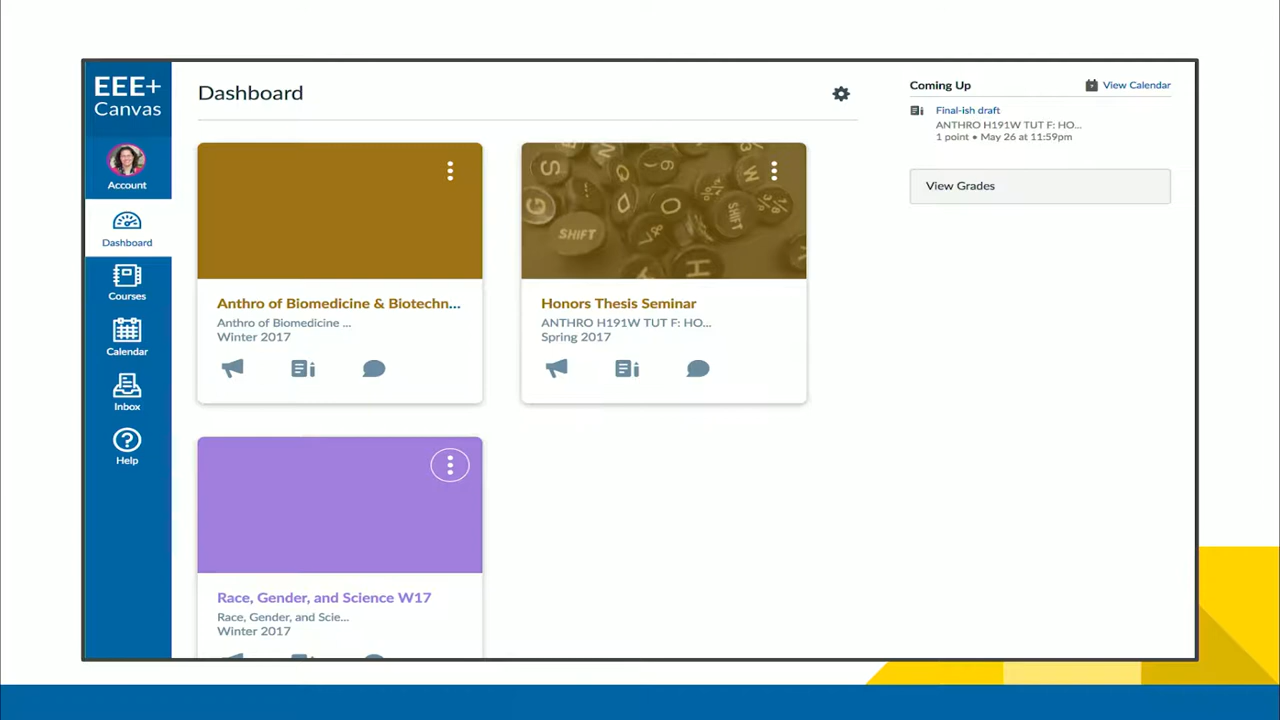 EEE+
Canvas
Account
Dashboard
Courses
Calendar
Inbox
Help
Dashboard
Anthro of Biomedicine & Biotechn...
Anthro of Biomedicine ...
Winter 2017
SHIFT
SHIFT
Honors Thesis Seminar
ANTHRO H191W TUT F: HO...
Spring 2017
Race, Gender, and Science W17
Race, Gender, and Scie...
Winter 2017
Coming Up
View Calendar
Final-ish draft
ANTHRO H191W TUT F: HO...
1 point • May 26 at 11:59pm
View Grades